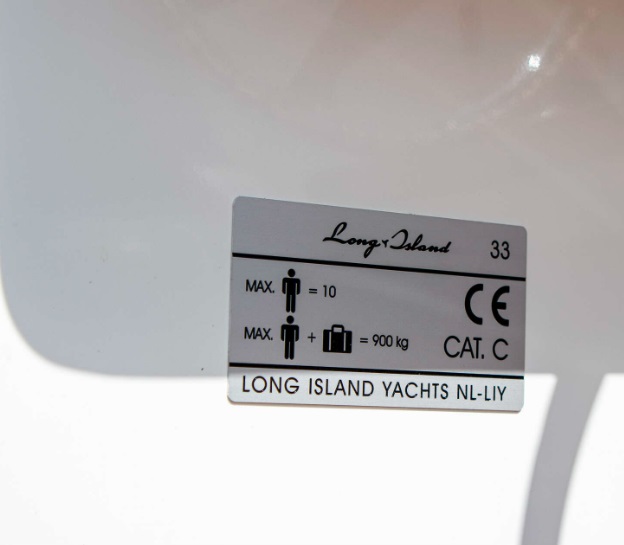 Long Island 33
MAX. = 10
CE
MAX. + = 900 kg
CAT. C
LONG ISLAND YACHTS NL-LIY